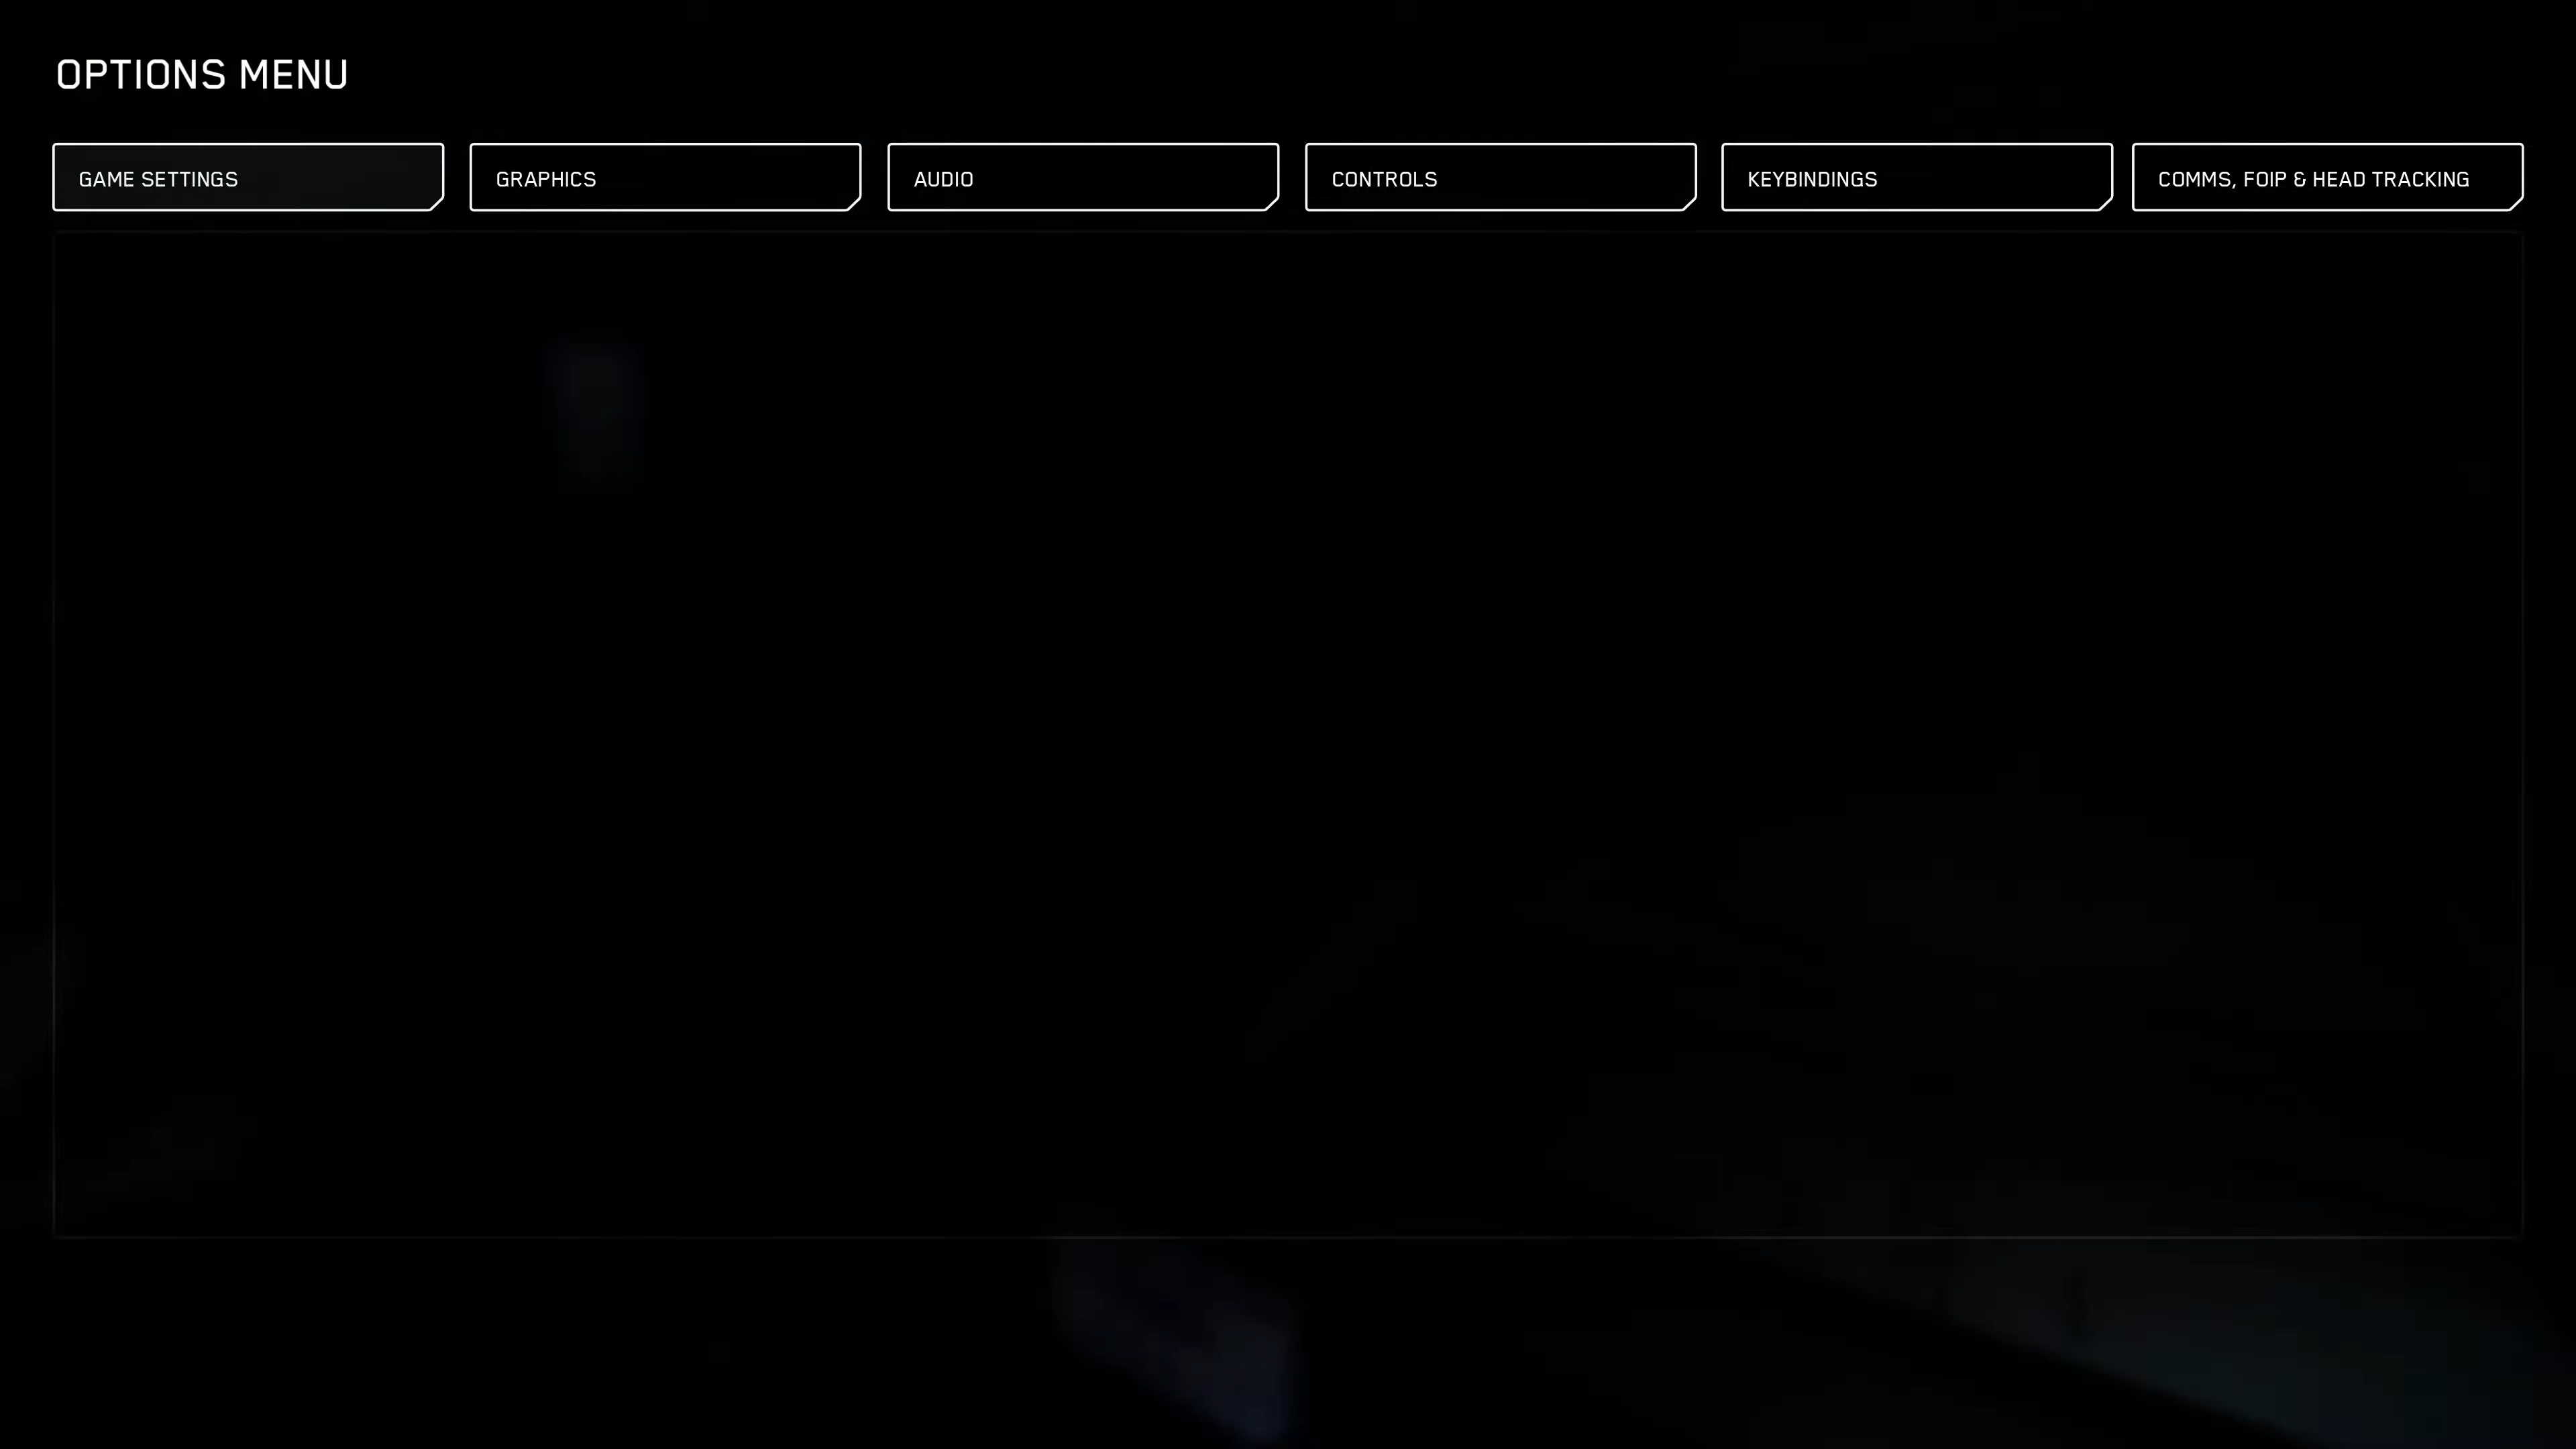 OPTIONS MENU
GAME SETTINGS
GRAPHICS
AUDIO
CONTROLS
KEYBINDINGS
COMMS, FOIP & HEAD TRACKING